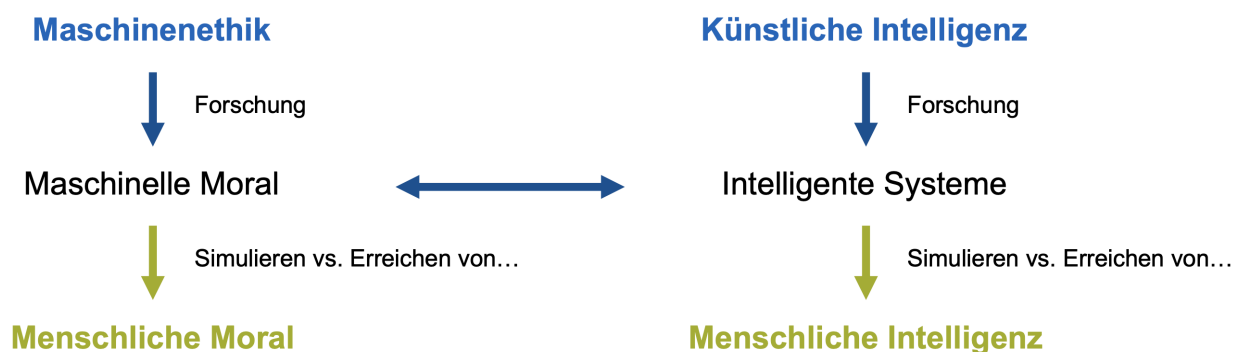 Maschinenethik
Künstliche Intelligenz
Forschung
Forschung
Maschinelle Moral
Intelligente Systeme
Simulieren vs. Erreichen von…
Simulieren vs. Erreichen von…
Menschliche Moral
Menschliche Intelligenz